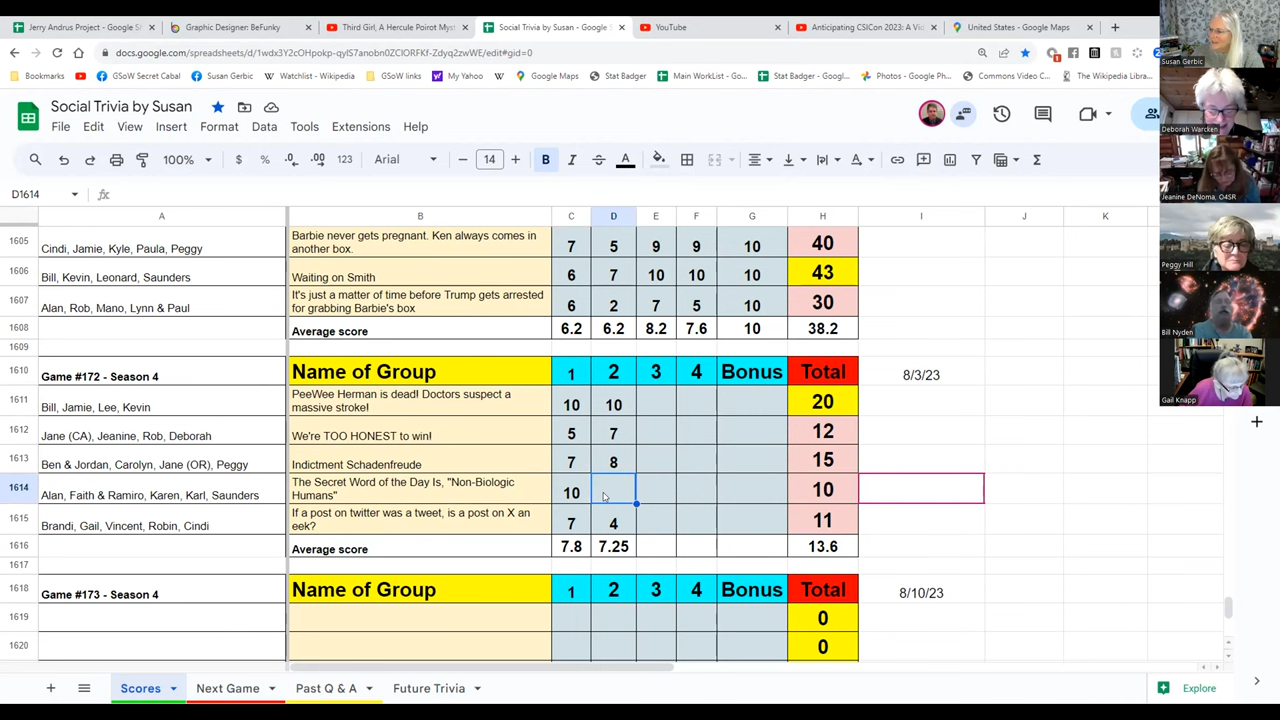 Jerry Andrus Project - Google S
Graphic Designer: BeFunky
Third Girl, A Hercule Poirot Myst
Social Trivia by Susan - Google S
YouTube
Anticipating CSICon 2023: A Vi
United States - Google Maps
docs.google.com/spreadsheets/d/1wdx3Y2cOHpokp-qyIS7anobn0ZClORFKf-Zdyq2zwWE/edit#gid=0
Bookmarks
GSoW Secret Cabal
Susan Gerbic
Watchlist - Wikipedia
GSoW links
My Yahoo
Google Maps
Stat Badger
Main WorkList - G...
Stat Badger - Goog...
Photos - Google Ph...
Commons Video C...
The Wikipedia Libra...
Social Trivia by Susan
File Edit View Insert Format Data Tools Extensions Help
100% $ % .0 .00 123 Arial 14 B I A
D1614 fx
A B C D E F G H I J K
1605 Cindi, Jamie, Kyle, Paula, Peggy Barbie never gets pregnant. Ken always comes in 7 5 9 9 10 40
another box.
1606 Bill, Kevin, Leonard, Saunders Waiting on Smith 6 7 10 10 10 43
1607 Alan, Rob, Mano, Lynn & Paul It's just a matter of time before Trump gets arrested 6 2 7 5 10 30
for grabbing Barbie's box
1608 Average score 6.2 6.2 8.2 7.6 10 38.2
1609
1610 Game #172 - Season 4 Name of Group 1 2 3 4 Bonus Total 8/3/23
1611 Bill, Jamie, Lee, Kevin PeeWee Herman is dead! Doctors suspect a 10 10 20
massive stroke!
1612 Jane (CA), Jeanine, Rob, Deborah We're TOO HONEST to win! 5 7 12
1613 Ben & Jordan, Carolyn, Jane (OR), Peggy Indictment Schadenfreude 7 8 15
1614 Alan, Faith & Ramiro, Karen, Karl, Saunders The Secret Word of the Day Is, "Non-Biologic 10 10
Humans"
1615 Brandi, Gail, Vincent, Robin, Cindi If a post on twitter was a tweet, is a post on X an 7 4 11
eek?
1616 Average score 7.8 7.25 13.6
1617
1618 Game #173 - Season 4 Name of Group 1 2 3 4 Bonus Total 8/10/23
1619 0
1620 0
Scores Next Game Past Q & A Future Trivia Explore
Susan Gerbic
Deborah Warcken
Jeanine DeNoma, O4SR
Peggy Hill
Bill Nyden
Gail Knapp